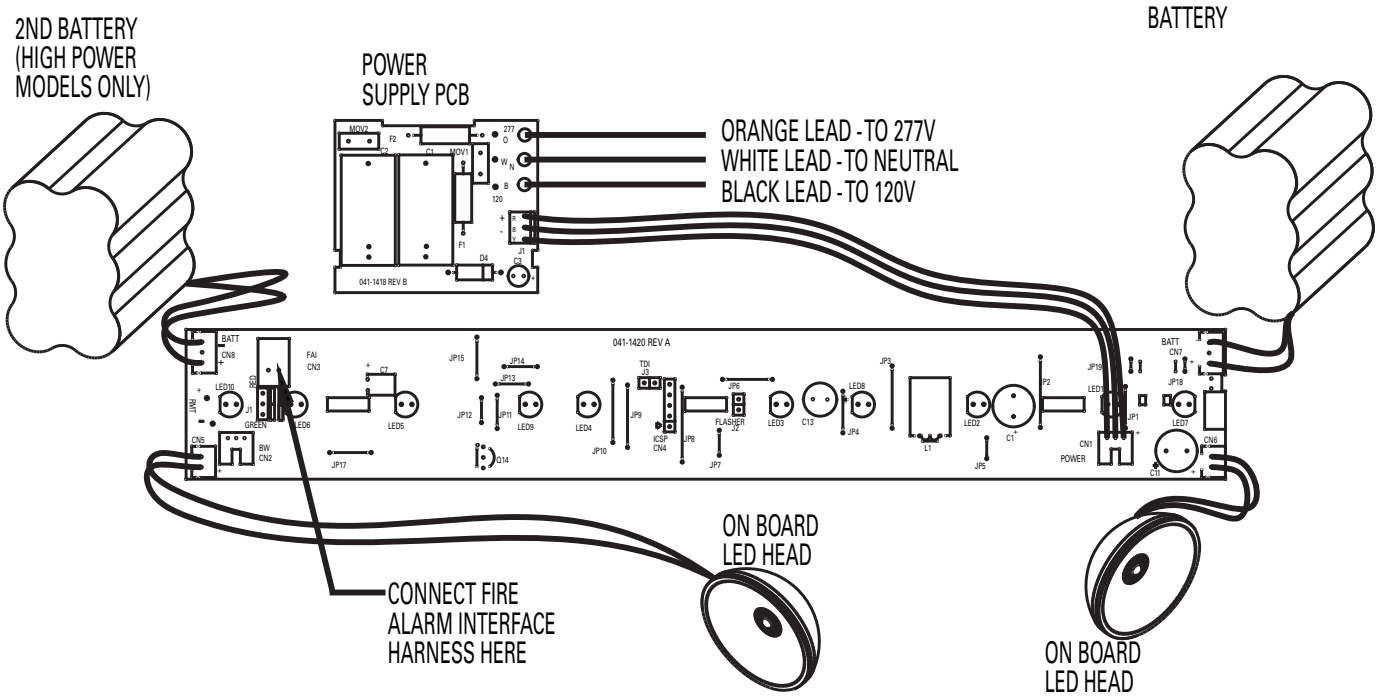 2ND BATTERY
(HIGH POWER
MODELS ONLY)
BATTERY
POWER
SUPPLY PCB
MOV2
F2
C2
C1
MOV1
277
O
W
N
B
120
+
R
-
B
Y
F1
J1
D4
C3
+
041-1418 REV B
ORANGE LEAD -TO 277V
WHITE LEAD -TO NEUTRAL
BLACK LEAD -TO 120V
041-1420 REV A
BATT
-
CN8
+
FAI
CN3
RED
LED10
+
RMT
-
J1
GREEN
LED6
CN5
+
BW
CN2
+
C7
LED5
JP17
JP15
JP14
JP13
JP12
JP11
LED9
Q14
LED4
JP10
JP9
TDI
J3
ICSP
CN4
JP8
JP6
FLASHER
J2
JP7
LED3
C13
+
LED8
JP4
JP3
L1
LED2
C1
+
JP5
JP2
JP19
LED1
JP1
CN1
POWER
BATT
-
CN7
+
JP18
LED7
CN6
C11
+
ON BOARD
LED HEAD
CONNECT FIRE
ALARM INTERFACE
HARNESS HERE
ON BOARD
LED HEAD